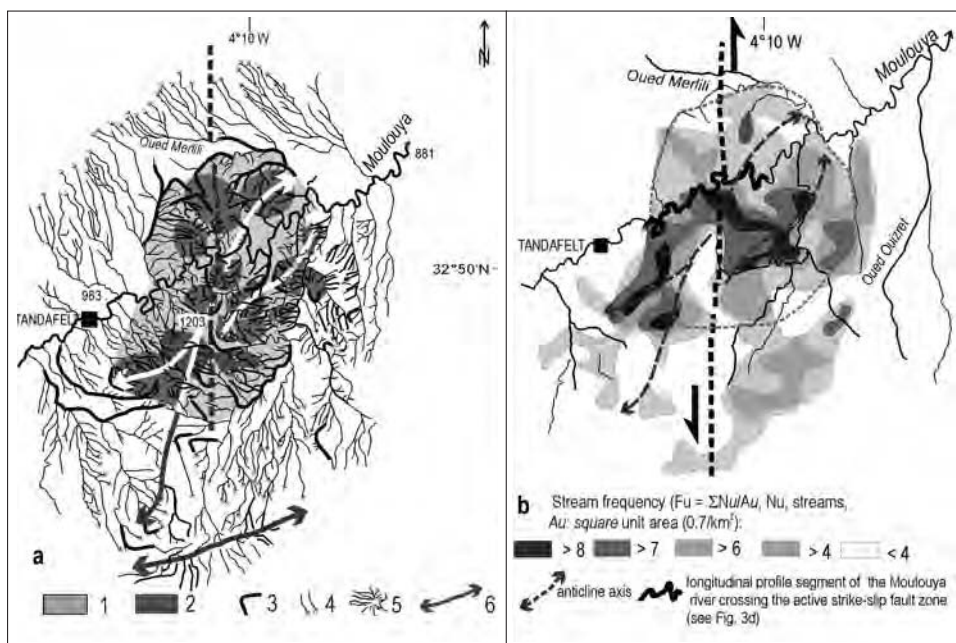 4°10 W
N
Oued Merfili
Moulouya
881
32°50'N
983
TANDAFELT
1203
a
1
2
3
4
5
6
4°10 W
Moulouya
Oued Merfili
TANDAFELT
Oued Ouizret
b Stream frequency (Fu = ΣNu/Au, Nu, streams,
Au: square unit area (0.7/km²):
> 8 > 7 > 6 > 4 < 4
anticline axis
longitudinal profile segment of the Moulouya
river crossing the active strike-slip fault zone
(see Fig. 3d)